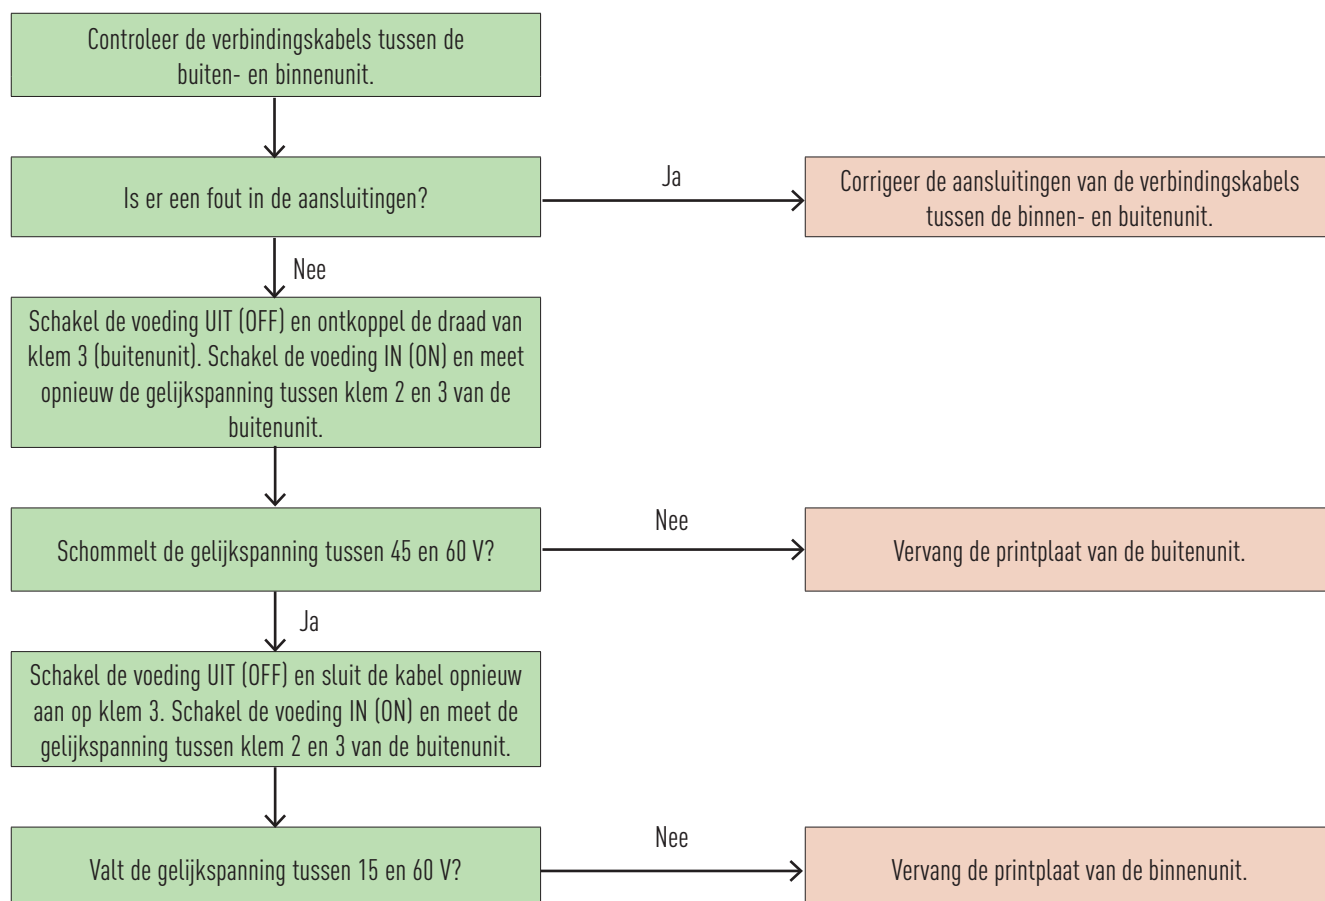 Controleer de verbindingskabels tussen de
buiten- en binnenunit.
Is er een fout in de aansluitingen?
Ja
Corrigeer de aansluitingen van de verbindingskabels
tussen de binnen- en buitenunit.
Nee
Schakel de voeding UIT (OFF) en ontkoppel de draad van
klem 3 (buitenunit). Schakel de voeding IN (ON) en meet
opnieuw de gelijkspanning tussen klem 2 en 3 van de
buitenunit.
Schommelt de gelijkspanning tussen 45 en 60 V?
Nee
Vervang de printplaat van de buitenunit.
Ja
Schakel de voeding UIT (OFF) en sluit de kabel opnieuw
aan op klem 3. Schakel de voeding IN (ON) en meet de
gelijkspanning tussen klem 2 en 3 van de buitenunit.
Valt de gelijkspanning tussen 15 en 60 V?
Nee
Vervang de printplaat van de binnenunit.